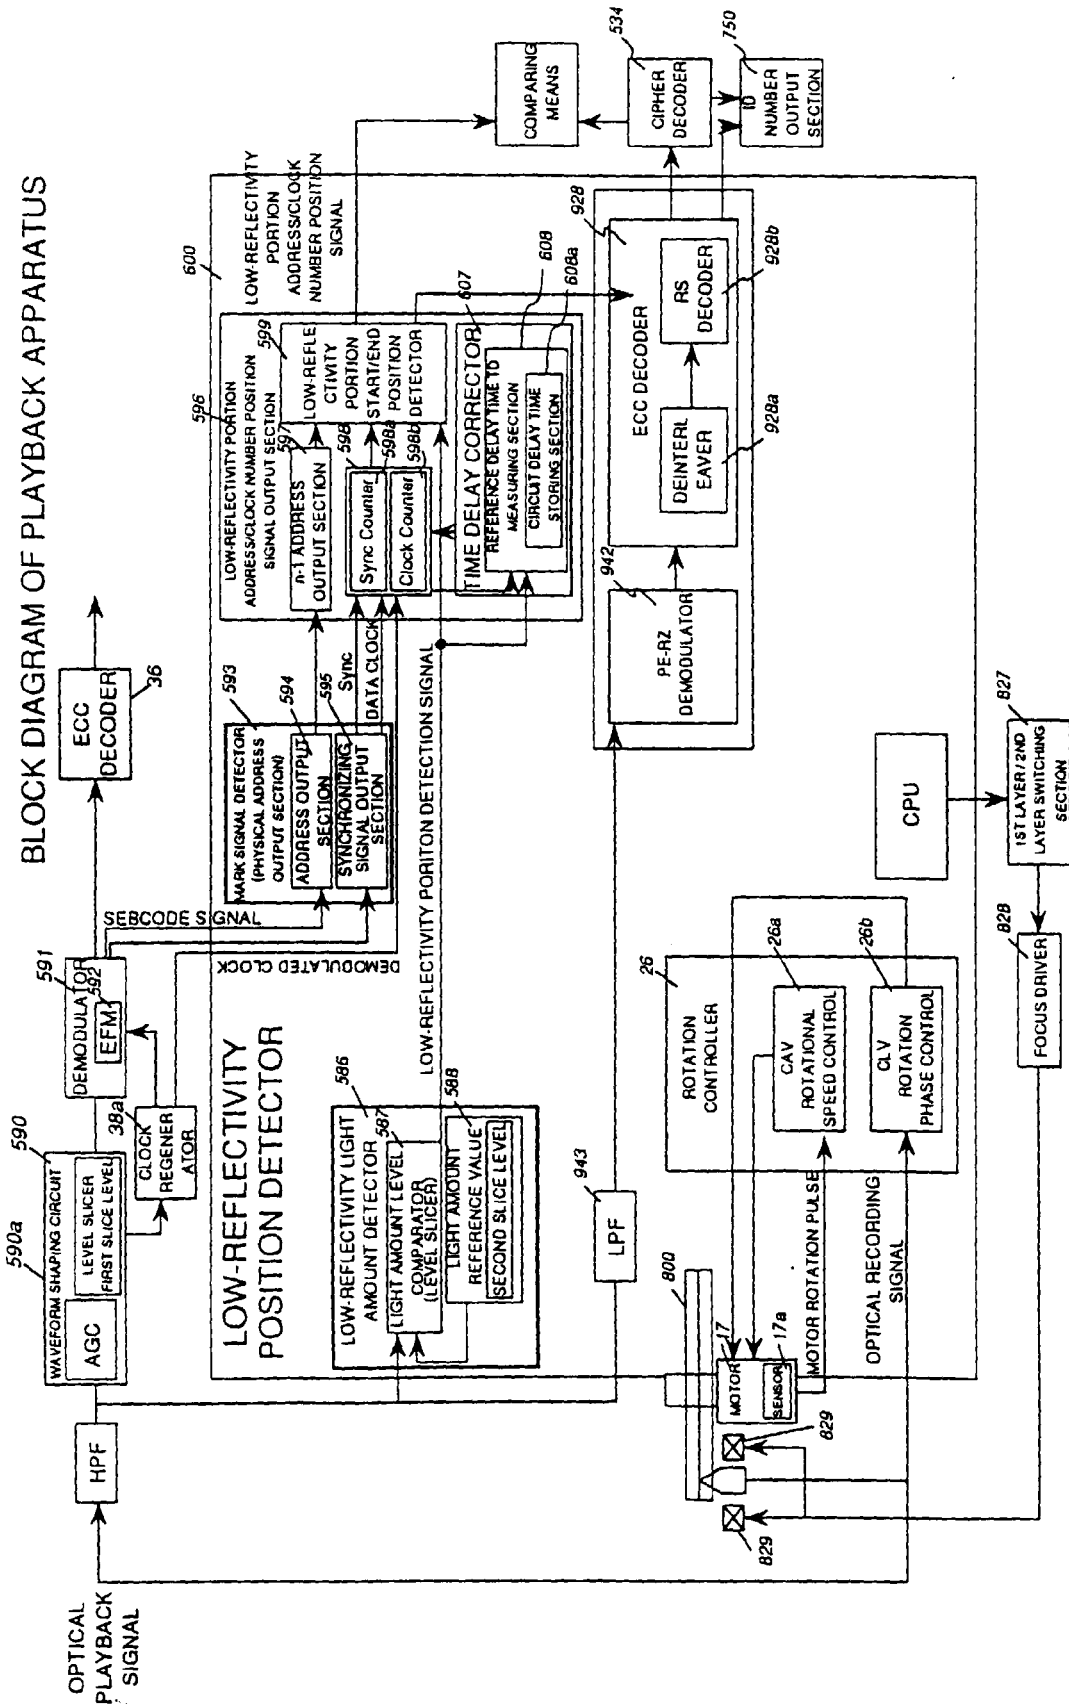 BLOCK DIAGRAM OF PLAYBACK APPARATUS
OPTICAL
PLAYBACK
SIGNAL
HPF
590a
590
WAVEFORM SHAPING CIRCUIT
AGC
LEVEL SLICER
FIRST SLICE LEVEL
38a
CLOCK
REGENER
ATOR
591
DEMODULATOR
592
EFM
ECC
DECODER
36
SEBCODE SIGNAL
DEMODULATED CLOCK
LOW-REFLECTIVITY
POSITION DETECTOR
600
LOW-REFLECTIVITY LIGHT
AMOUNT DETECTOR
586
587
LIGHT AMOUNT LEVEL
COMPARATOR
(LEVEL SLICER)
588
LIGHT AMOUNT
REFERENCE VALUE
SECOND SLICE LEVEL
LOW-REFLECTIVITY PORITON DETECTION SIGNAL
593
MARK SIGNAL DETECTOR
(PHYSICAL ADDRESS
OUTPUT SECTION)
594
ADDRESS OUTPUT
SECTION
595
SYNCHRONIZING
SIGNAL OUTPUT
SECTION
Sync
DATA CLOCK
596
LOW-REFLECTIVITY PORTION
ADDRESS/CLOCK NUMBER POSITION
SIGNAL OUTPUT SECTION
597
n-1 ADDRESS
OUTPUT SECTION
598
598a
Sync Counter
598b
Clock Counter
599
LOW-REFLE
CTIVITY
PORTION
START/END
POSITION
DETECTOR
LOW-REFLECTIVITY
PORTION
ADDRESS/CLOCK
NUMBER POSITION
SIGNAL
607
TIME DELAY CORRECTOR
608
REFERENCE DELAY TIME TO
MEASURING SECTION
608a
CIRCUIT DELAY TIME
STORING SECTION
COMPARING
MEANS
534
CIPHER
DECODER
750
ID
NUMBER
OUTPUT
SECTION
943
LPF
942
PE-RZ
DEMODULATOR
928
ECC DECODER
DEINTERL
EAVER
928a
RS
DECODER
928b
800
17
MOTOR
17a
SENSOR
829
829
MOTOR ROTATION PULSE
OPTICAL RECORDING
SIGNAL
26
ROTATION
CONTROLLER
26a
CAV
ROTATIONAL
SPEED CONTROL
26b
CLV
ROTATION
PHASE CONTROL
CPU
827
1ST LAYER/2ND
LAYER SWITCHING
SECTION
828
FOCUS DRIVER